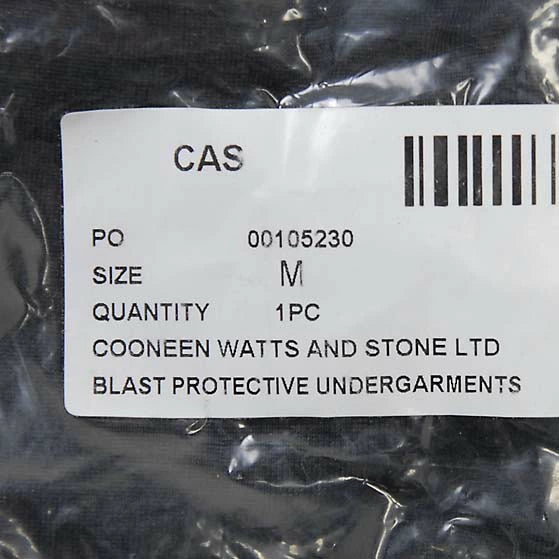 CAS
PO 00105230
SIZE M
QUANTITY 1PC
COONEEN WATTS AND STONE LTD
BLAST PROTECTIVE UNDERGARMENTS